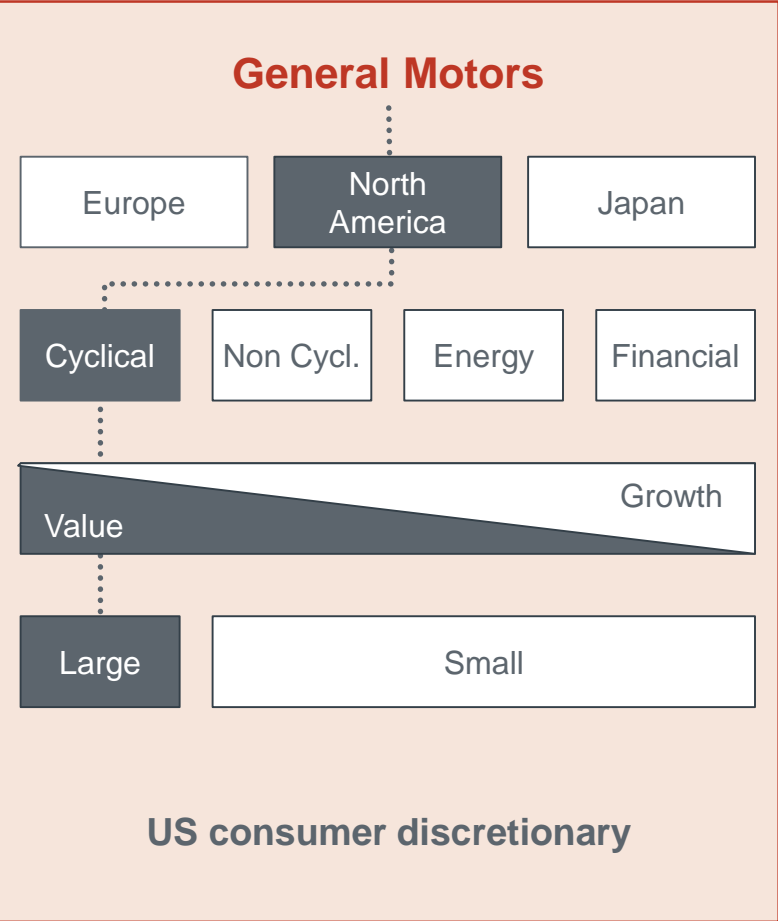 General Motors
Europe
North
America
Japan
Cyclical
Non Cycl.
Energy
Financial
Growth
Value
Large
Small
US consumer discretionary